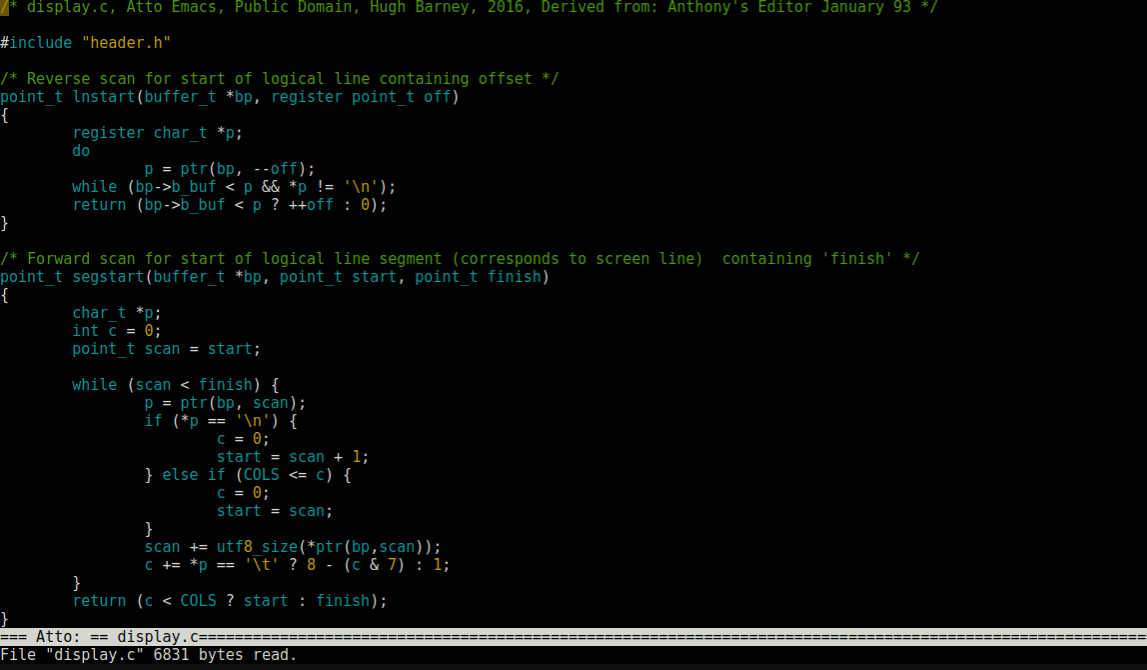 /* display.c, Atto Emacs, Public Domain, Hugh Barney, 2016, Derived from: Anthony's Editor January 93 */

#include "header.h"

/* Reverse scan for start of logical line containing offset */
point_t lnstart(buffer_t *bp, register point_t off)
{
        register char_t *p;
        do
                p = ptr(bp, --off);
        while (bp->b_buf < p && *p != '\n');
        return (bp->b_buf < p ? ++off : 0);
}

/* Forward scan for start of logical line segment (corresponds to screen line)  containing 'finish' */
point_t segstart(buffer_t *bp, point_t start, point_t finish)
{
        char_t *p;
        int c = 0;
        point_t scan = start;

        while (scan < finish) {
                p = ptr(bp, scan);
                if (*p == '\n') {
                        c = 0;
                        start = scan + 1;
                } else if (COLS <= c) {
                        c = 0;
                        start = scan;
                }
                scan += utf8_size(*ptr(bp,scan));
                c += *p == '\t' ? 8 - (c & 7) : 1;
        }
        return (c < COLS ? start : finish);
}
=== Atto: == display.c=========================================================================================================
File "display.c" 6831 bytes read.